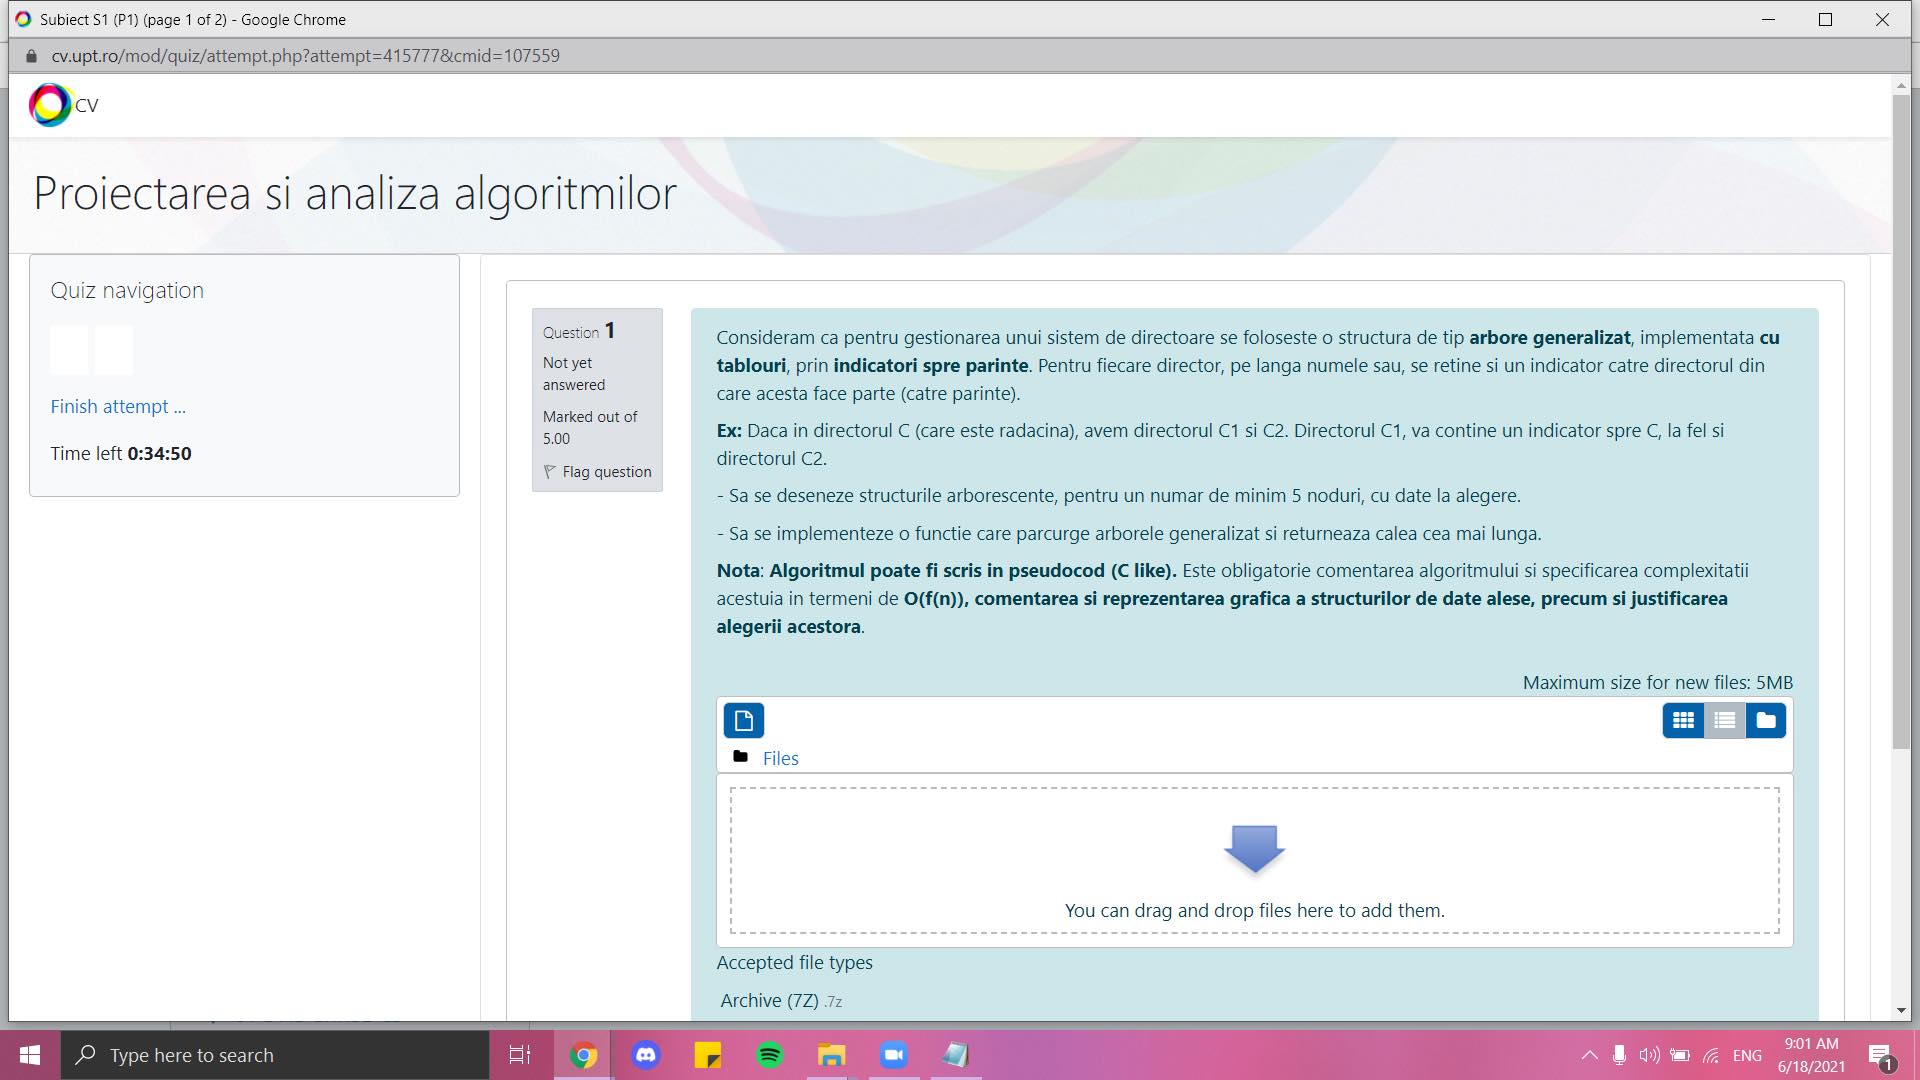 Subiect S1 (P1) (page 1 of 2) - Google Chrome
cv.upt.ro/mod/quiz/attempt.php?attempt=415777&cmid=107559
CV
Proiectarea si analiza algoritmilor
Quiz navigation
Finish attempt ...
Time left 0:34:50
Question 1
Not yet
answered
Marked out of
5.00
Flag question
Consideram ca pentru gestionarea unui sistem de directoare se foloseste o structura de tip arbore generalizat, implementata cu
tablouri, prin indicatori spre parinte. Pentru fiecare director, pe langa numele sau, se retine si un indicator catre directorul din
care acesta face parte (catre parinte).
Ex: Daca in directorul C (care este radacina), avem directorul C1 si C2. Directorul C1, va contine un indicator spre C, la fel si
directorul C2.
- Sa se deseneze structurile arborescente, pentru un numar de minim 5 noduri, cu date la alegere.
- Sa se implementeze o functie care parcurge arborele generalizat si returneaza calea cea mai lunga.
Nota: Algoritmul poate fi scris in pseudocod (C like). Este obligatorie comentarea algoritmului si specificarea complexitatii
acestuia in termeni de O(f(n)), comentarea si reprezentarea grafica a structurilor de date alese, precum si justificarea
alegerii acestora.
Maximum size for new files: 5MB
Files
You can drag and drop files here to add them.
Accepted file types
Archive (7Z) .7z
Type here to search
ENG
9:01 AM
6/18/2021
1